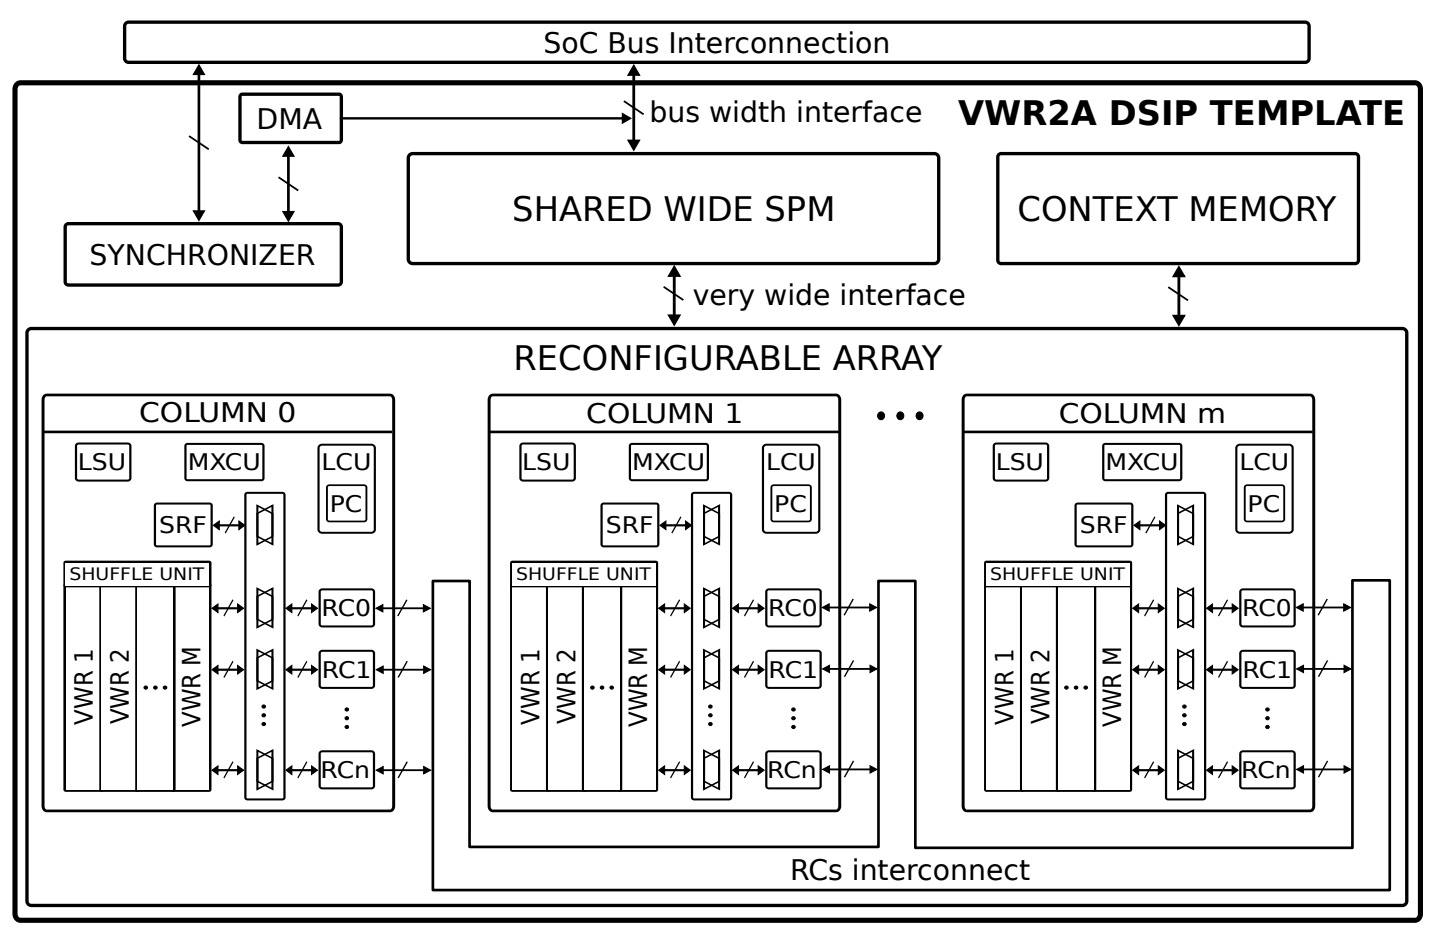 SoC Bus Interconnection
DMA
bus width interface
VWR2A DSIP TEMPLATE
SHARED WIDE SPM
CONTEXT MEMORY
SYNCHRONIZER
very wide interface
RECONFIGURABLE ARRAY
COLUMN 0
LSU
MXCU
LCU
PC
SRF
SHUFFLE UNIT
VWR 1
VWR 2
...
VWR M
...
RC0
RC1
...
RCn
COLUMN 1
LSU
MXCU
LCU
PC
SRF
SHUFFLE UNIT
VWR 1
VWR 2
...
VWR M
...
RC0
RC1
...
RCn
...
COLUMN m
LSU
MXCU
LCU
PC
SRF
SHUFFLE UNIT
VWR 1
VWR 2
...
VWR M
...
RC0
RC1
...
RCn
RCs interconnect